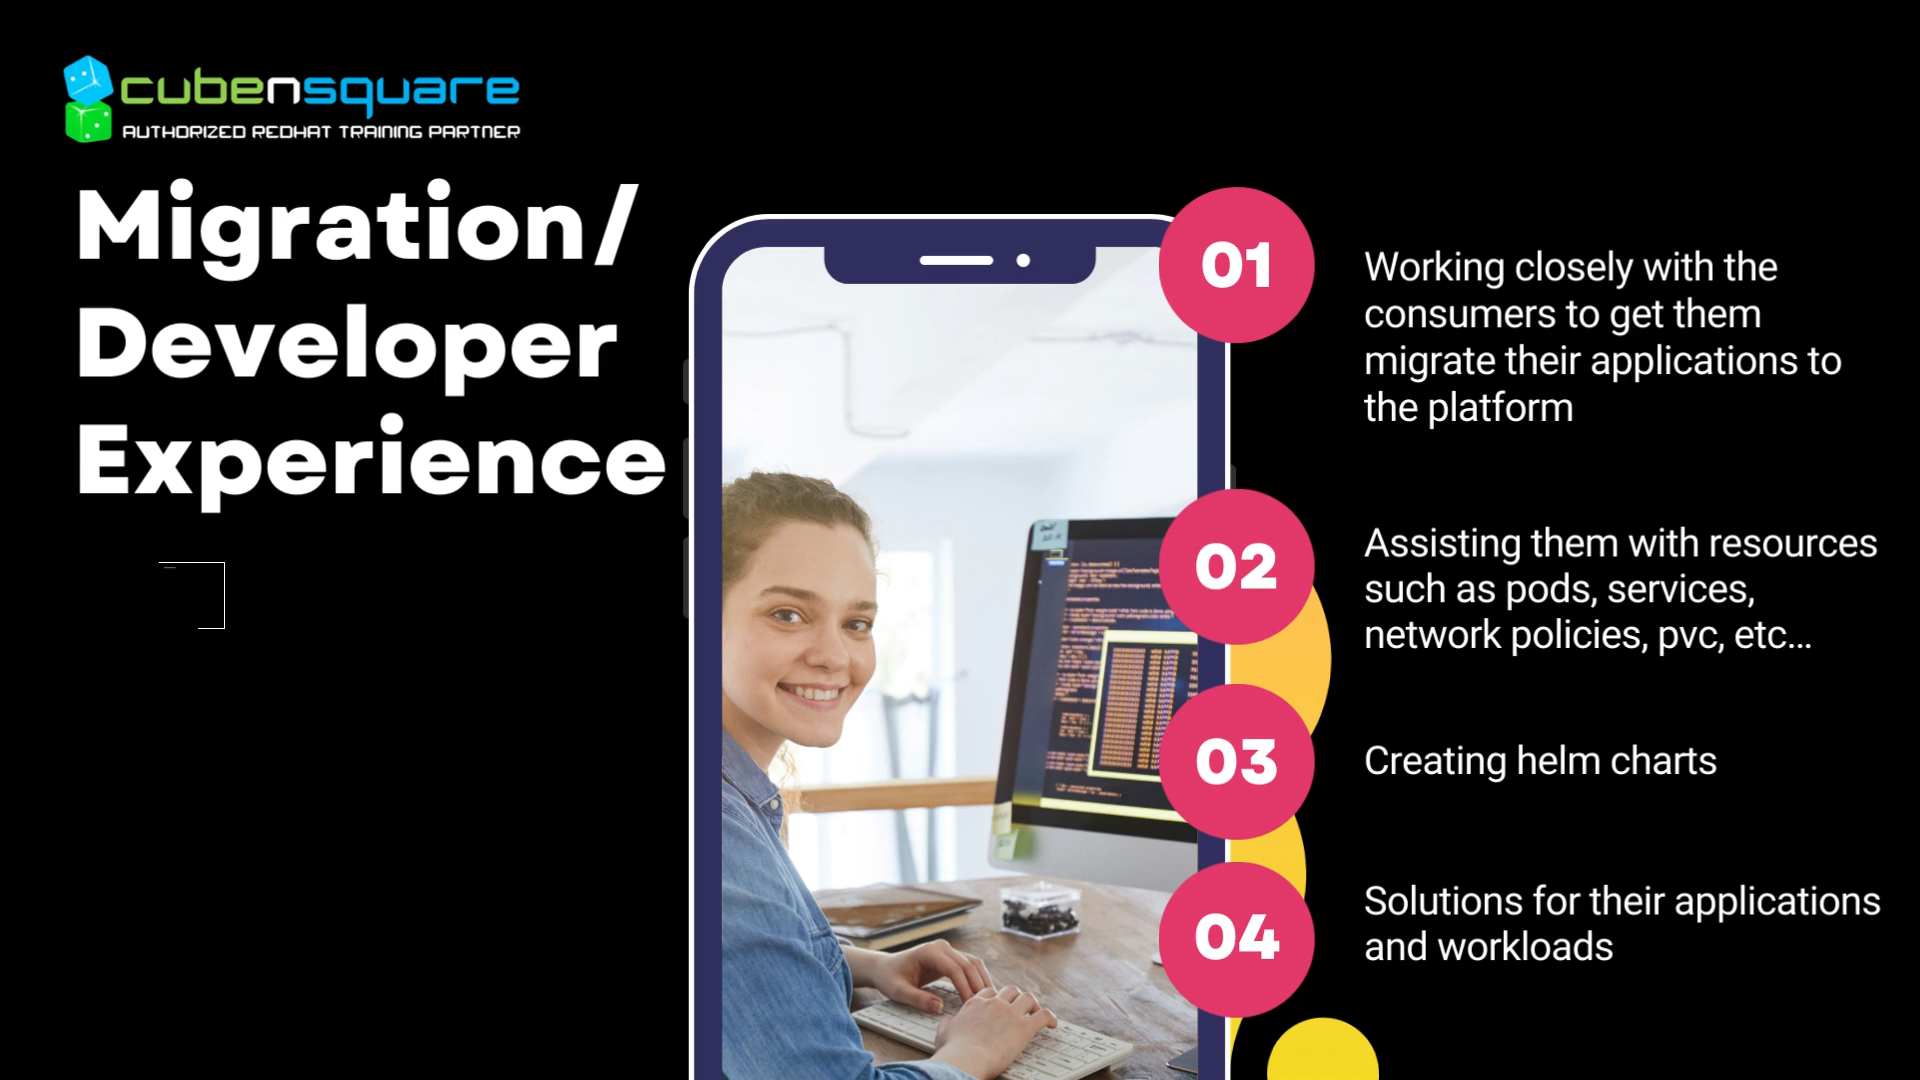 cubensquare
AUTHORIZED REDHAT TRAINING PARTNER
Migration/
Developer
Experience
01
Working closely with the
consumers to get them
migrate their applications to
the platform
02
Assisting them with resources
such as pods, services,
network policies, pvc, etc...
03
Creating helm charts
04
Solutions for their applications
and workloads